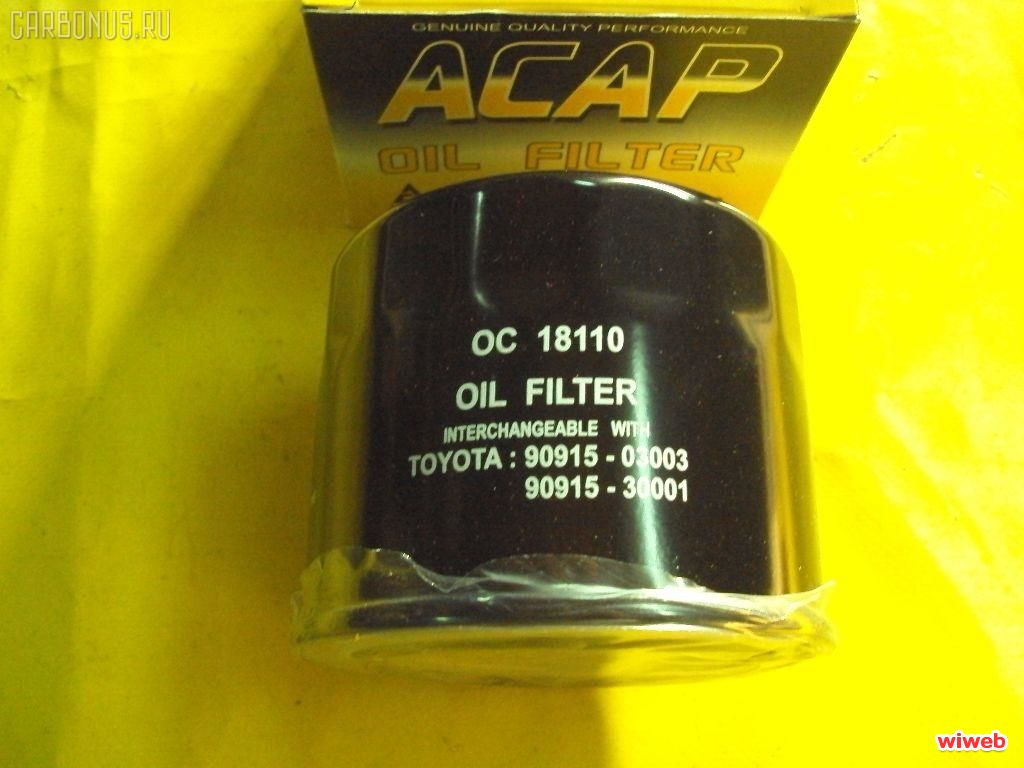 CARBONUS.RU
GENUINE QUALITY PERFORMANCE
ACAP
OIL FILTER
OC 18110
OIL FILTER
INTERCHANGEABLE WITH
TOYOTA : 90915 - 03003
90915 - 30001
wiweb